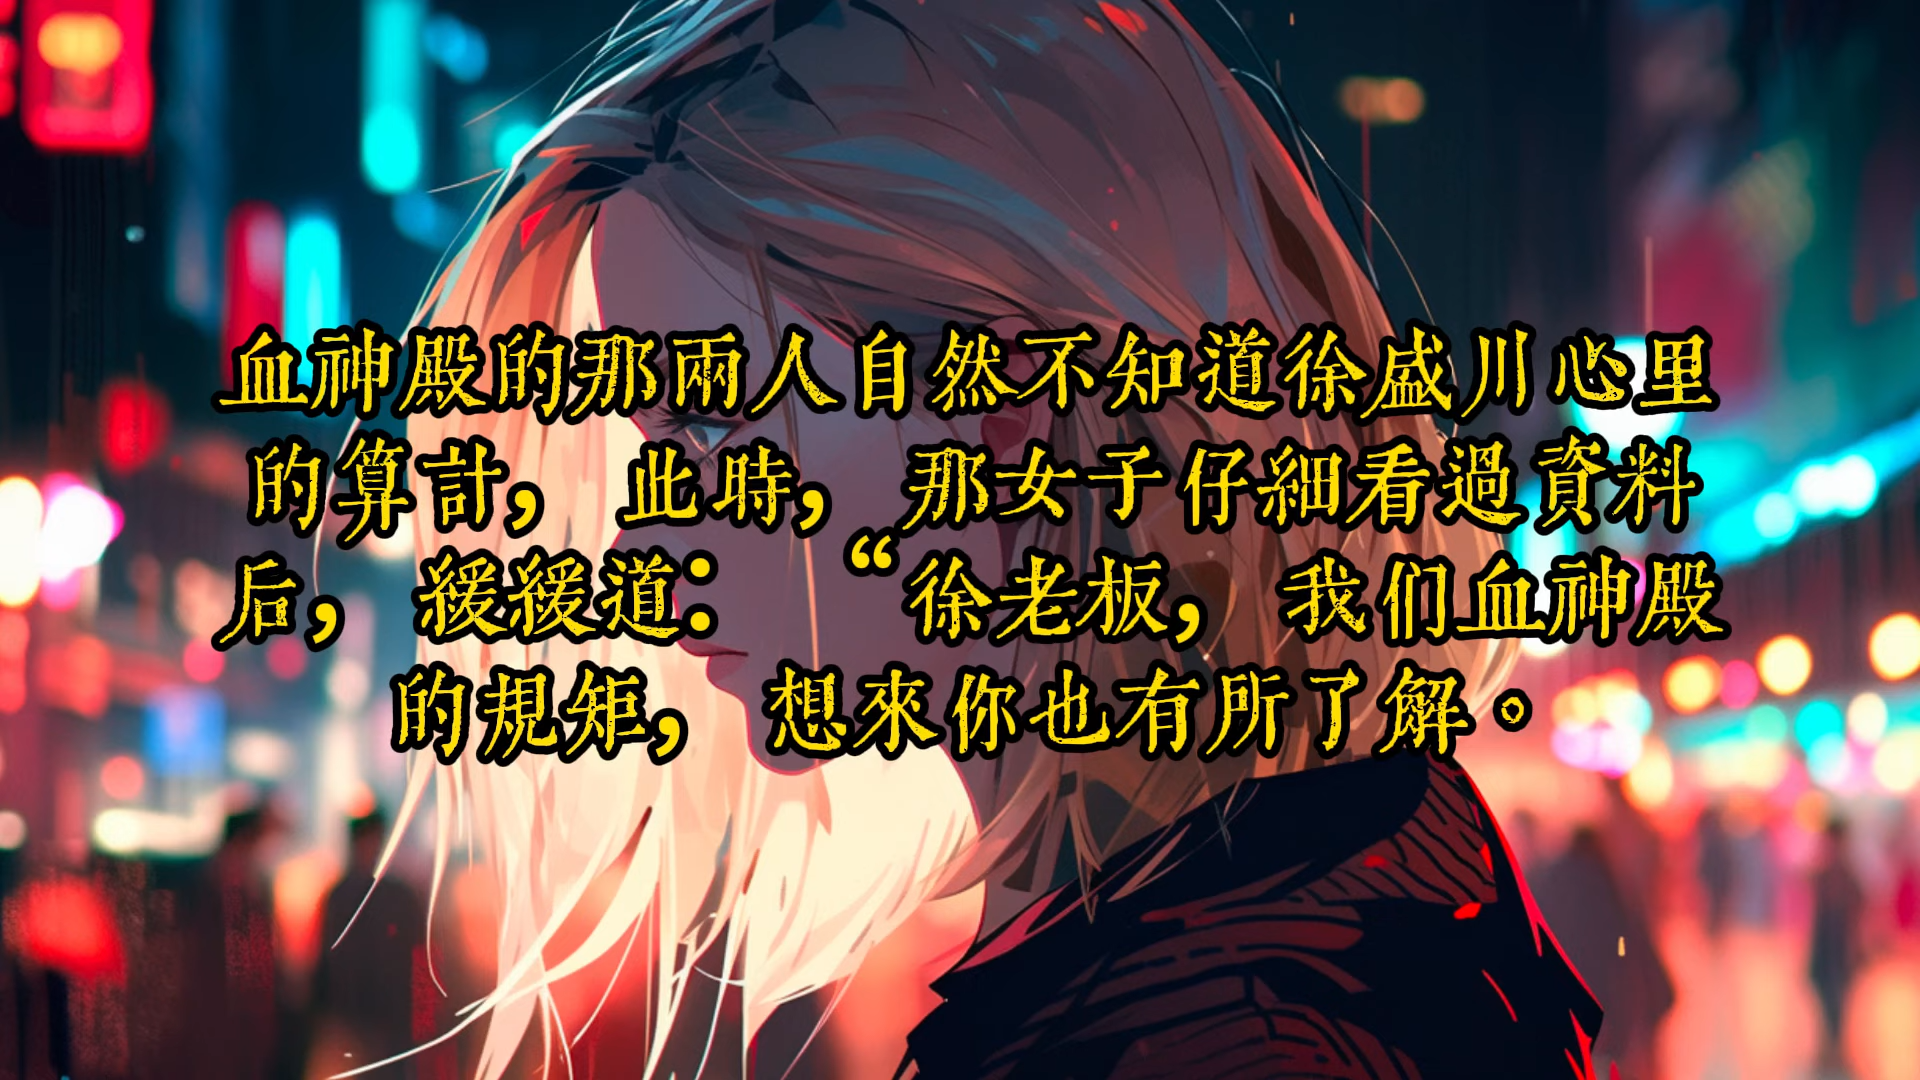 血神殿的那兩人自然不知道徐盛川心里
的算計，此時，那女子仔細看過資料
后，緩緩道：“徐老板，我们血神殿
的規矩，想來你也有所了解。